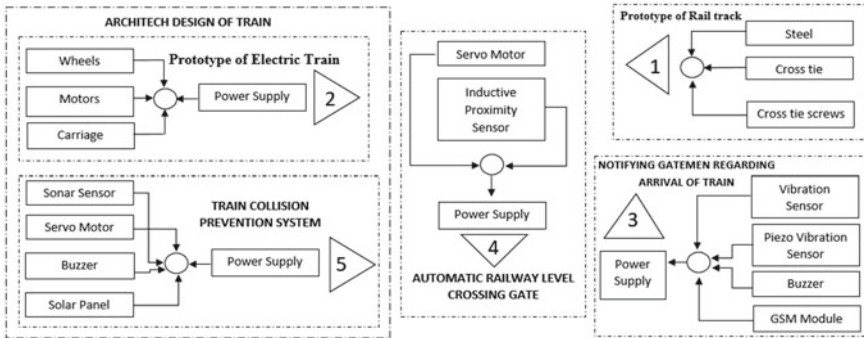 ARCHITECH DESIGN OF TRAIN
Prototype of Electric Train
Wheels
Motors
Carriage
Power Supply
2
Sonar Sensor
Servo Motor
Buzzer
Solar Panel
TRAIN COLLISION
PREVENTION SYSTEM
Power Supply
5
Servo Motor
Inductive
Proximity
Sensor
Power Supply
4
AUTOMATIC RAILWAY LEVEL
CROSSING GATE
Prototype of Rail track
1
Steel
Cross tie
Cross tie screws
NOTIFYING GATEMEN REGARDING
ARRIVAL OF TRAIN
3
Power
Supply
Vibration
Sensor
Piezo Vibration
Sensor
Buzzer
GSM Module